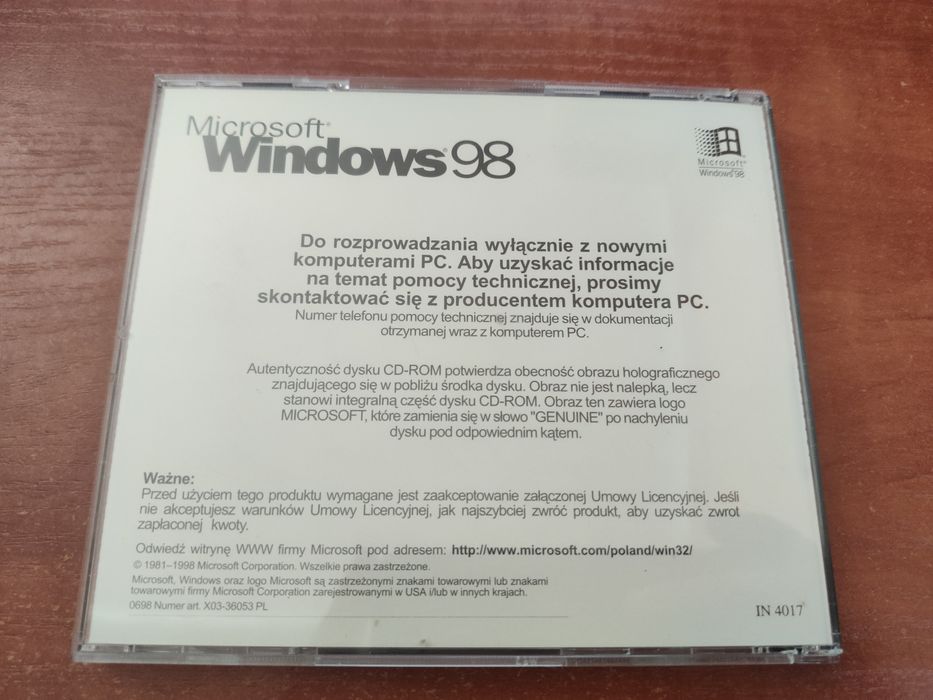 Microsoft®
Windows®98
Microsoft®
Windows®98
Do rozprowadzania wyłącznie z nowymi
komputerami PC. Aby uzyskać informacje
na temat pomocy technicznej, prosimy
skontaktować się z producentem komputera PC.
Numer telefonu pomocy technicznej znajduje się w dokumentacji
otrzymanej wraz z komputerem PC.
Autentyczność dysku CD-ROM potwierdza obecność obrazu holograficznego
znajdującego się w pobliżu środka dysku. Obraz nie jest nalepką, lecz
stanowi integralną część dysku CD-ROM. Obraz ten zawiera logo
MICROSOFT, które zamienia się w słowo "GENUINE" po nachyleniu
dysku pod odpowiednim kątem.
Ważne:
Przed użyciem tego produktu wymagane jest zaakceptowanie załączonej Umowy Licencyjnej. Jeśli
nie akceptujesz warunków Umowy Licencyjnej, jak najszybciej zwróć produkt, aby uzyskać zwrot
zapłaconej kwoty.
Odwiedź witrynę WWW firmy Microsoft pod adresem: http://www.microsoft.com/poland/win32/
© 1981–1998 Microsoft Corporation. Wszelkie prawa zastrzeżone.
Microsoft, Windows oraz logo Microsoft są zastrzeżonymi znakami towarowymi lub znakami
towarowymi firmy Microsoft Corporation zarejestrowanymi w USA i/lub w innych krajach.
0698 Numer art. X03-36053 PL
IN 4017